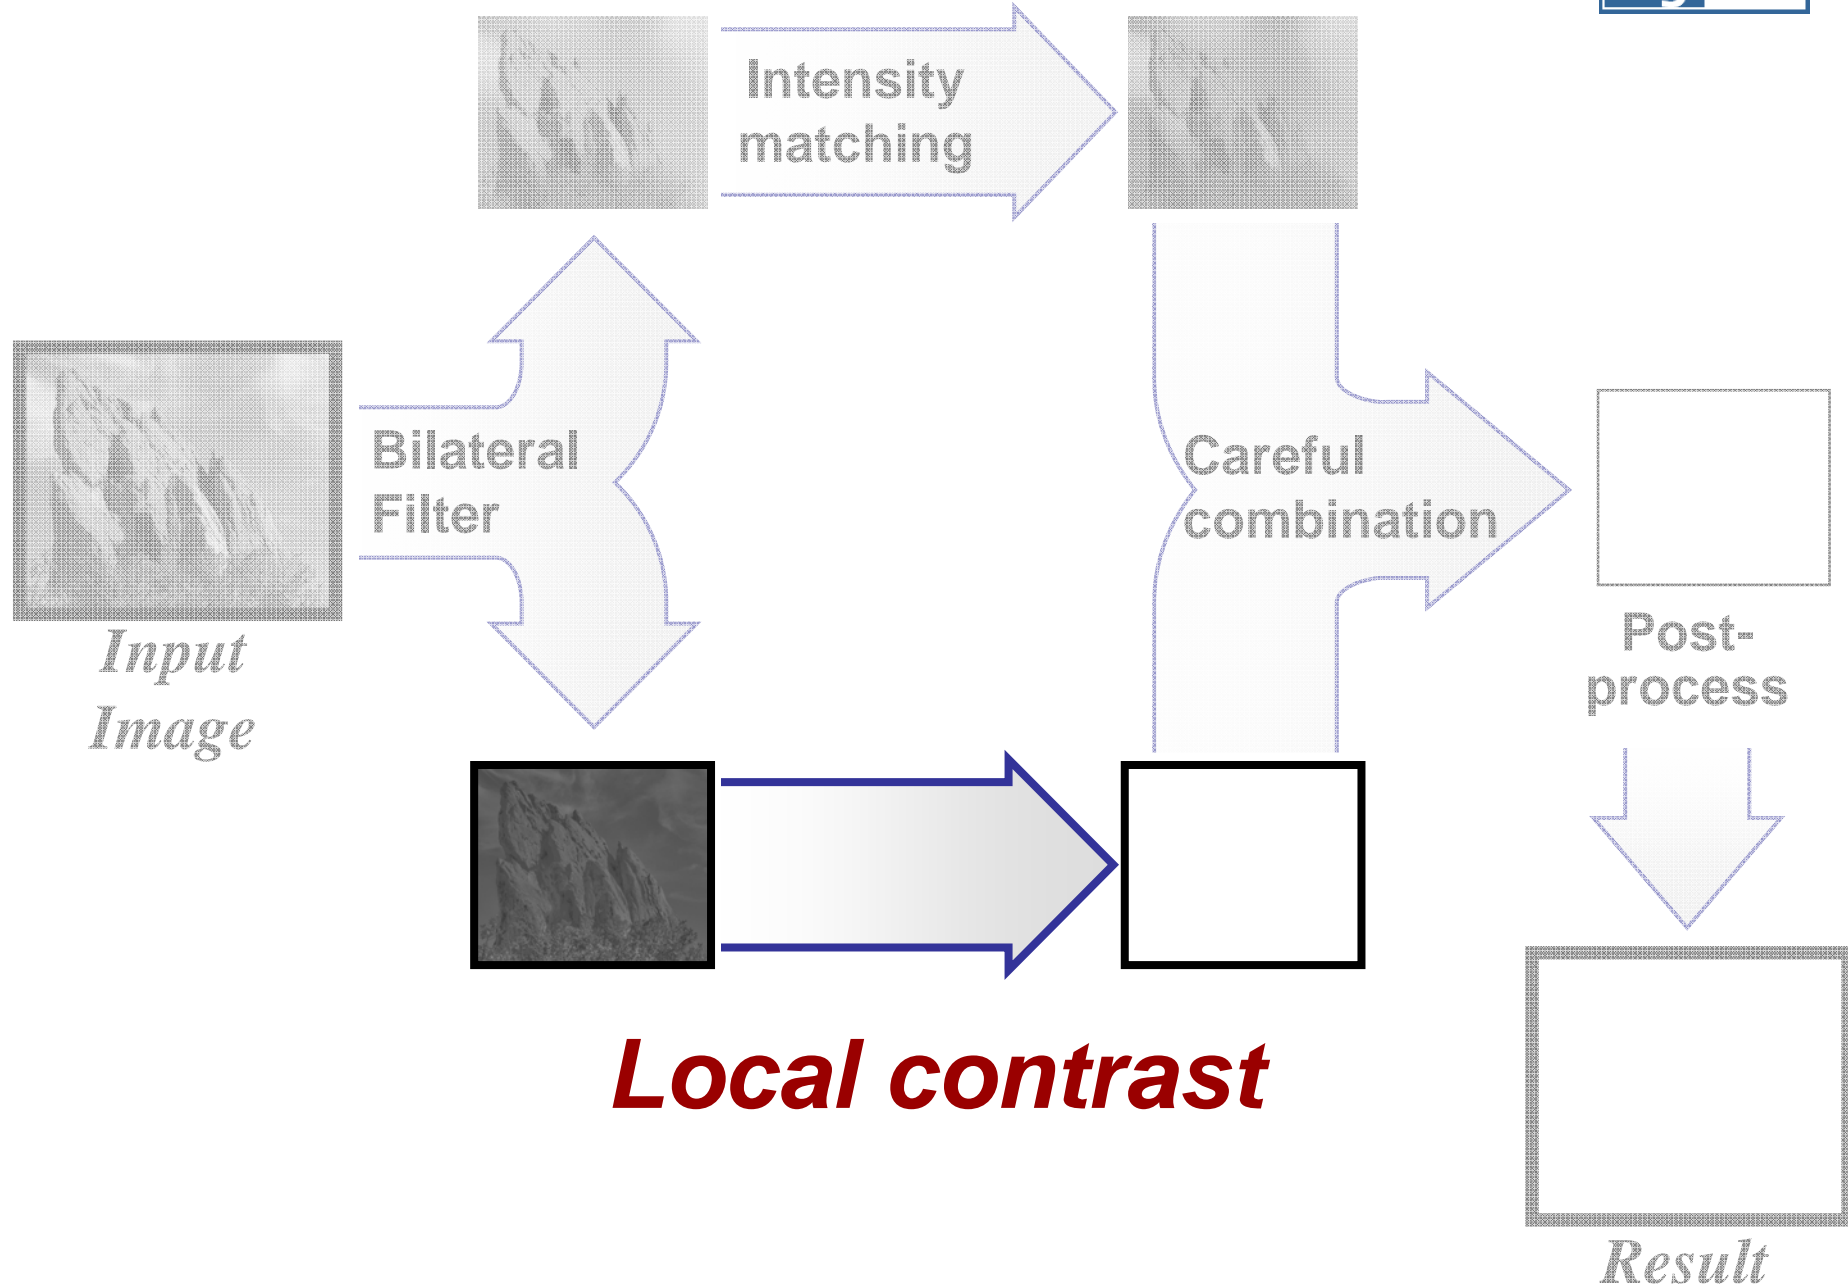 Intensity
matching
Bilateral
Filter
Careful
combination
Input
Image
Post-
process
Local contrast
Result